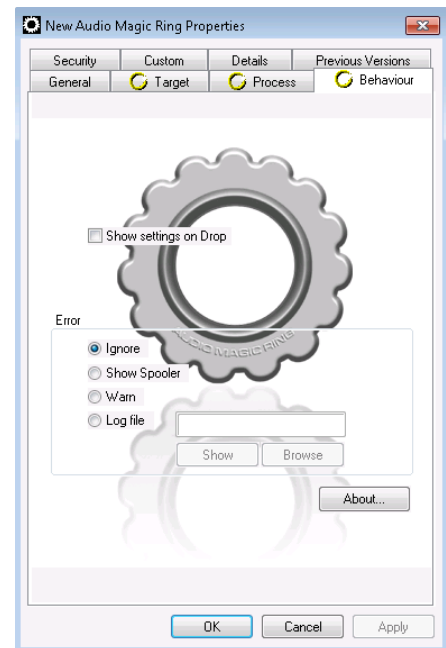 New Audio Magic Ring Properties
Security Custom Details Previous Versions
General Target Process Behaviour
Show settings on Drop
Error
AUDIO MAGIC RING
Ignore
Show Spooler
Warn
Log file
Show Browse
About...
OK Cancel Apply